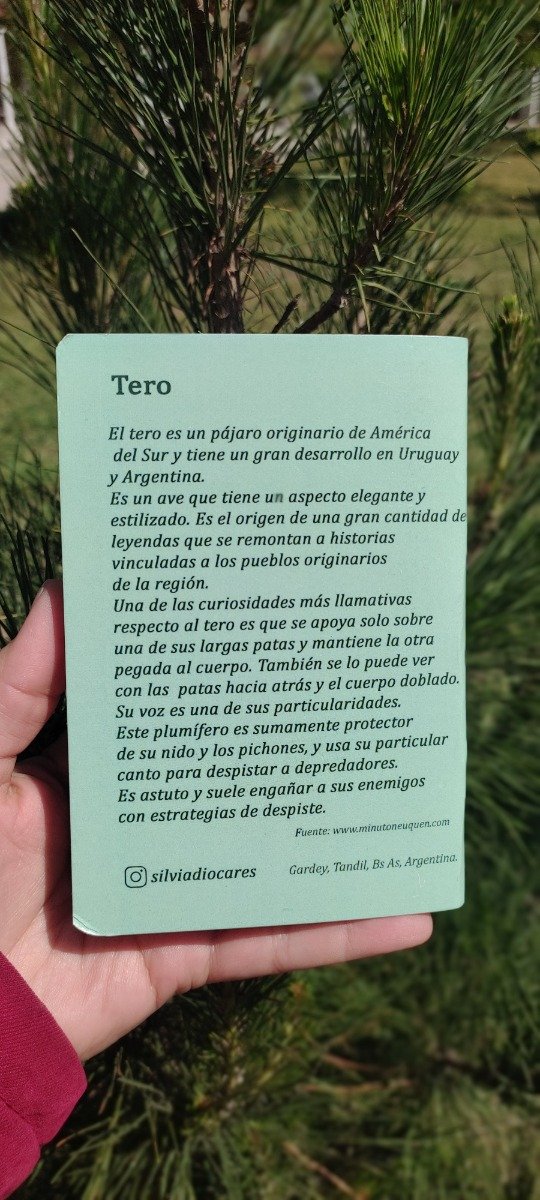 Tero
El tero es un pájaro originario de América
del Sur y tiene un gran desarrollo en Uruguay
y Argentina.
Es un ave que tiene un aspecto elegante y
estilizado. Es el origen de una gran cantidad de
leyendas que se remontan a historias
vinculadas a los pueblos originarios
de la región.
Una de las curiosidades más llamativas
respecto al tero es que se apoya solo sobre
una de sus largas patas y mantiene la otra
pegada al cuerpo. También se lo puede ver
con las patas hacia atrás y el cuerpo doblado.
Su voz es una de sus particularidades.
Este plumífero es sumamente protector
de su nido y los pichones, y usa su particular
canto para despistar a depredadores.
Es astuto y suele engañar a sus enemigos
con estrategias de despiste.
Fuente: www.minutoneuquen.com
silviadiocares
Gardey, Tandil, Bs As, Argentina.